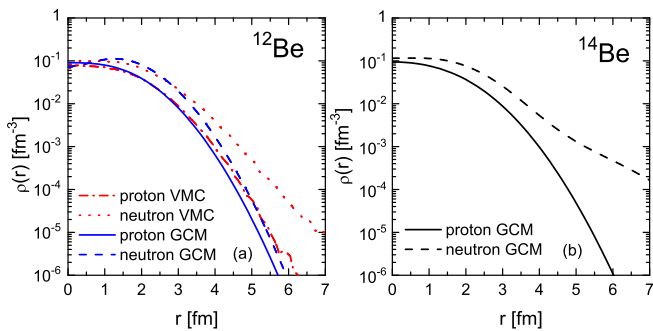 10⁰
10⁻¹
10⁻²
10⁻³
10⁻⁴
10⁻⁵
10⁻⁶
ρ(r) [fm⁻³]
¹²Be
proton VMC
neutron VMC
proton GCM
neutron GCM
(a)
0 1 2 3 4 5 6 7
r [fm]
10⁰
10⁻¹
10⁻²
10⁻³
10⁻⁴
10⁻⁵
10⁻⁶
ρ(r) [fm⁻³]
¹⁴Be
proton GCM
neutron GCM
(b)
0 1 2 3 4 5 6 7
r [fm]